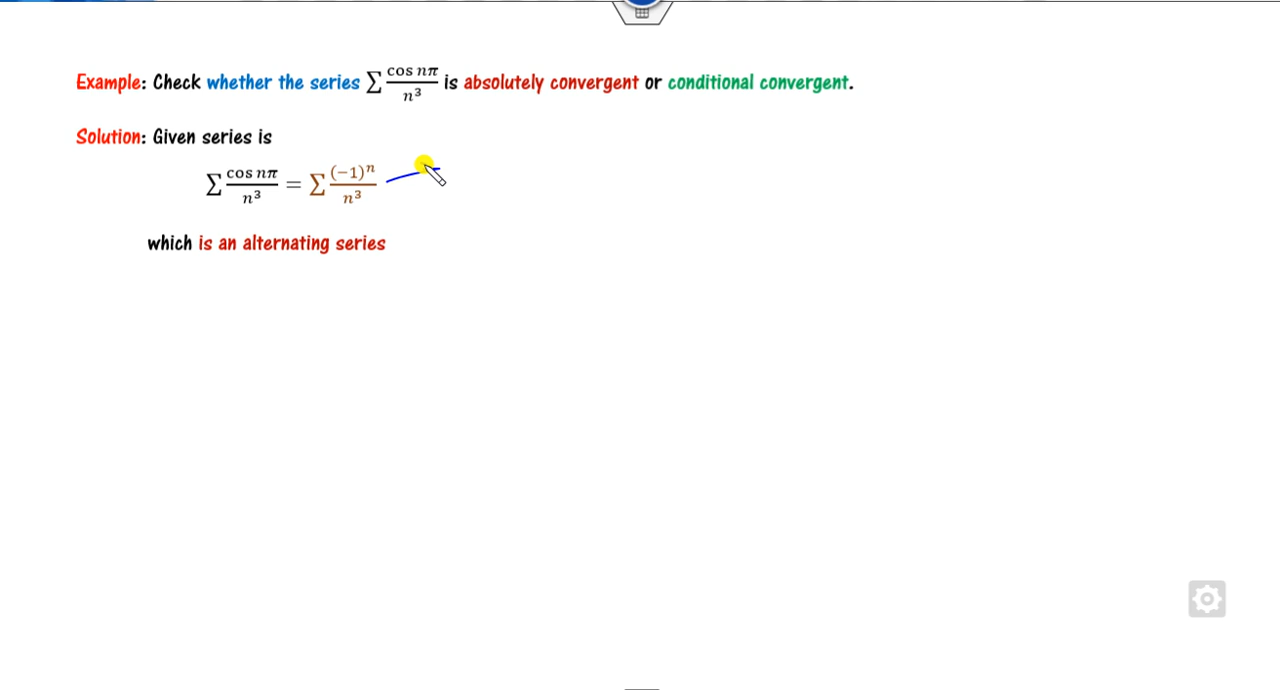 Example: Check whether the series ∑ cos nπ / n³ is absolutely convergent or conditional convergent.
Solution: Given series is
∑ cos nπ / n³ = ∑ (−1)ⁿ / n³
which is an alternating series